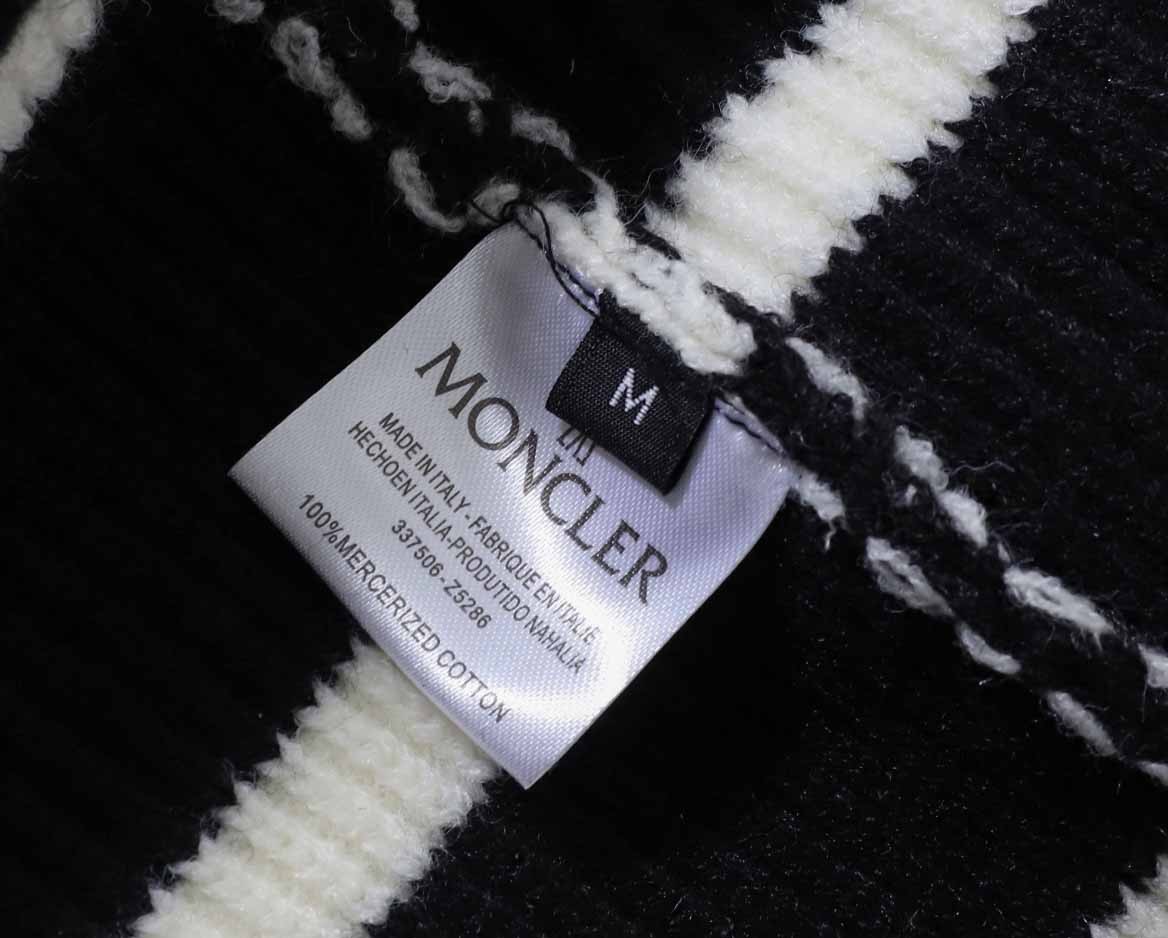 M
MONCLER
MADE IN ITALY - FABRIQUE EN ITALIE
HECHOEN ITALIA-PRODUTIDO NAHALIA
337506-Z5286
100%MERCERIZED COTTON